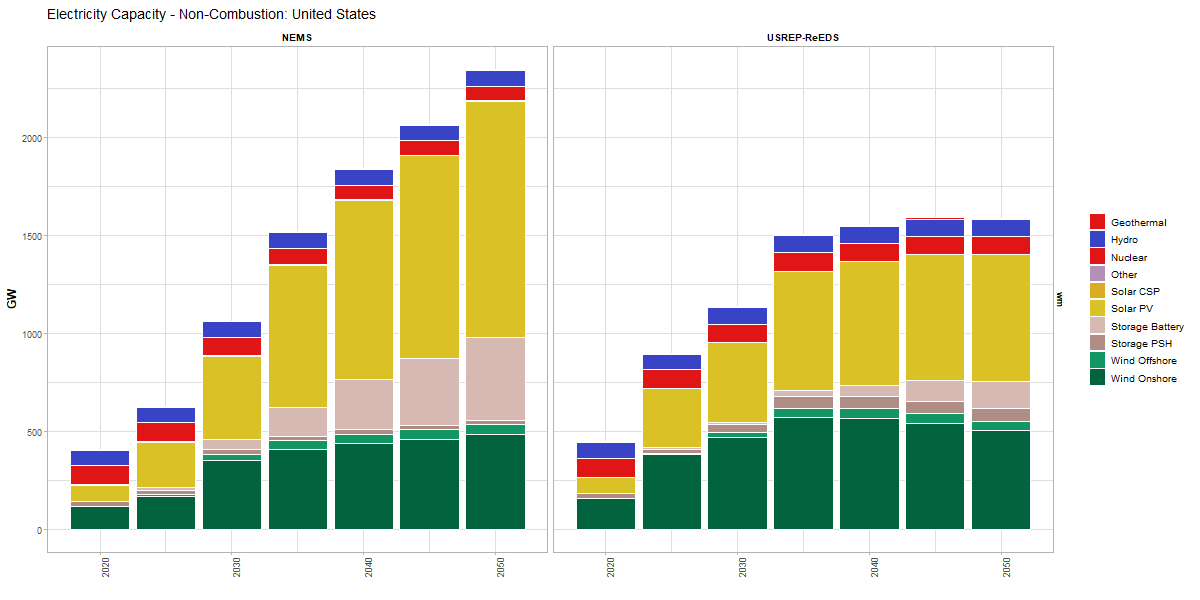 Electricity Capacity - Non-Combustion: United States
NEMS
USREP-ReEDS
GW
2000
1500
1000
500
0
2020
2030
2040
2050
2020
2030
2040
2050
wm
Geothermal
Hydro
Nuclear
Other
Solar CSP
Solar PV
Storage Battery
Storage PSH
Wind Offshore
Wind Onshore